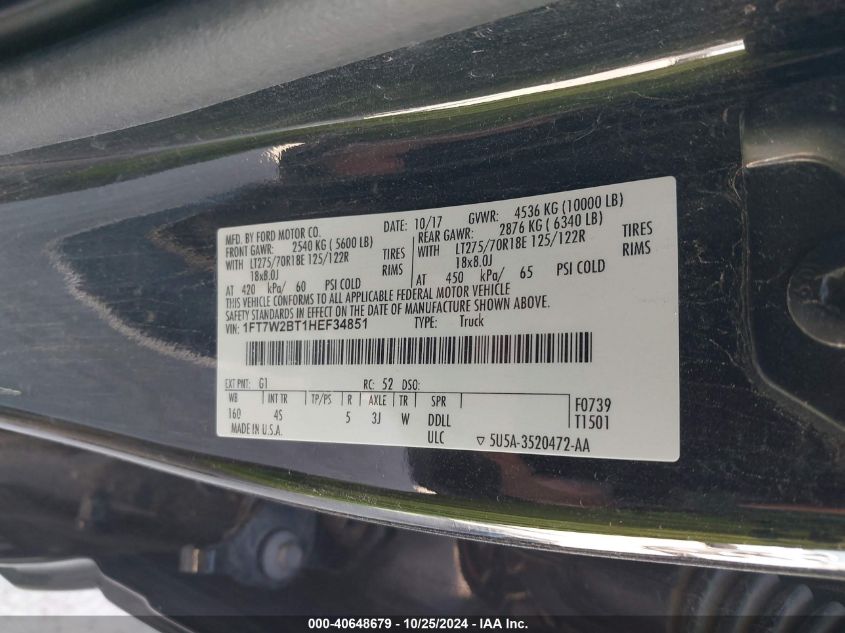 MFD. BY FORD MOTOR CO.
DATE: 10/17 GVWR: 4536 KG (10000 LB)
FRONT GAWR: 2540 KG (5600 LB)
REAR GAWR: 2876 KG (6340 LB)
WITH LT275/70R18E 125/122R TIRES
WITH LT275/70R18E 125/122R TIRES
18x8.0J RIMS
18x8.0J RIMS
AT 420 kPa/ 60 PSI COLD
AT 450 kPa/ 65 PSI COLD
THIS VEHICLE CONFORMS TO ALL APPLICABLE FEDERAL MOTOR VEHICLE
SAFETY STANDARDS IN EFFECT ON THE DATE OF MANUFACTURE SHOWN ABOVE.
VIN: 1FT7W2BT1HEF34851 TYPE: Truck
EXT PNT: G1 RC: 52 DSO:
WB INT TR TP/PS R AXLE TR SPR
F0739
160 4S 5 3J W DDLL
T1501
MADE IN U.S.A. ULC ▽ 5U5A-3520472-AA
000-40648679 - 10/25/2024 - IAA Inc.